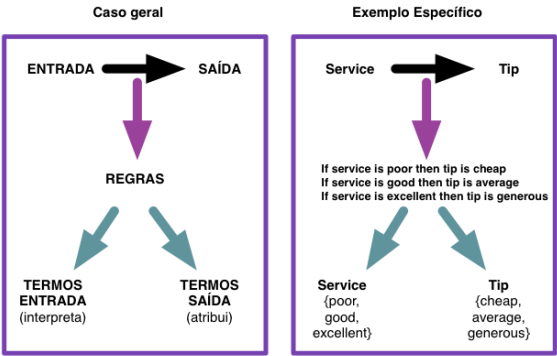 Caso geral
ENTRADA
SAÍDA
REGRAS
TERMOS
ENTRADA
(interpreta)
TERMOS
SAÍDA
(atribui)
Exemplo Específico
Service
Tip
If service is poor then tip is cheap
If service is good then tip is average
If service is excellent then tip is generous
Service
{poor,
good,
excellent}
Tip
{cheap,
average,
generous}